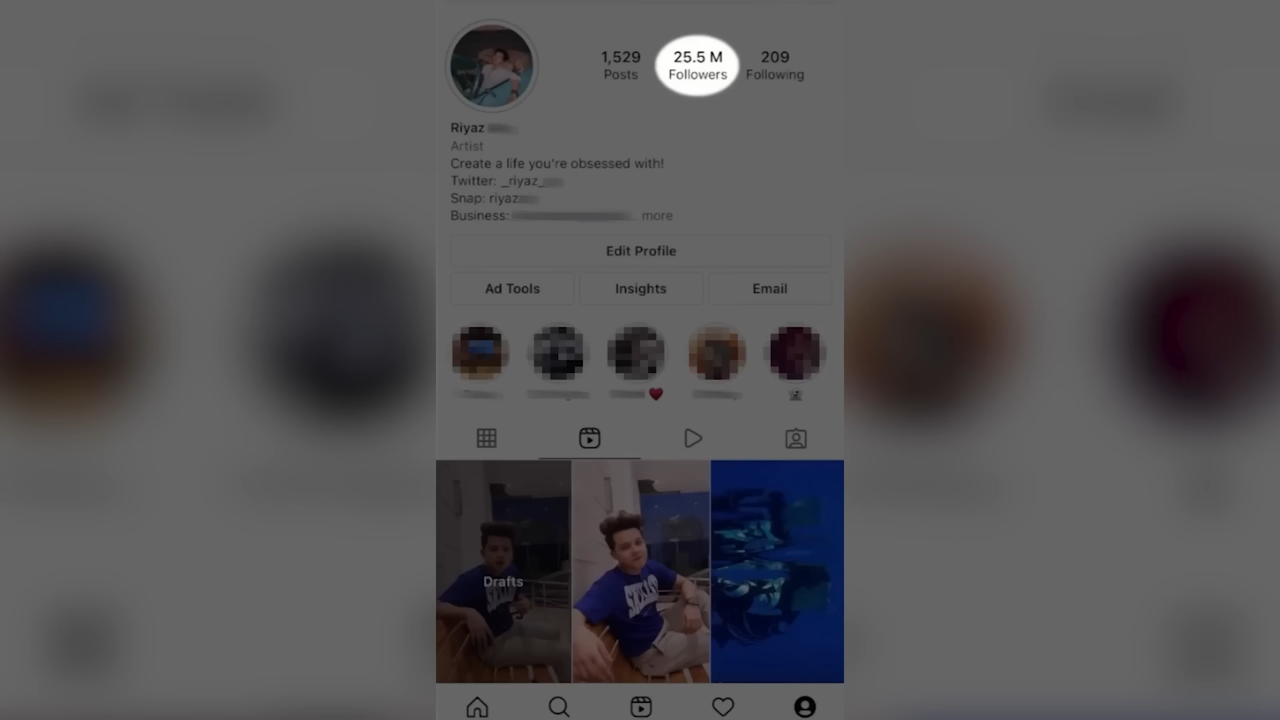 1,529 25.5 M 209
Posts Followers Following
Riyaz
Artist
Create a life you're obsessed with!
Twitter: _riyaz_
Snap: riyaz
Business: ... more
Edit Profile
Ad Tools Insights Email
Drafts